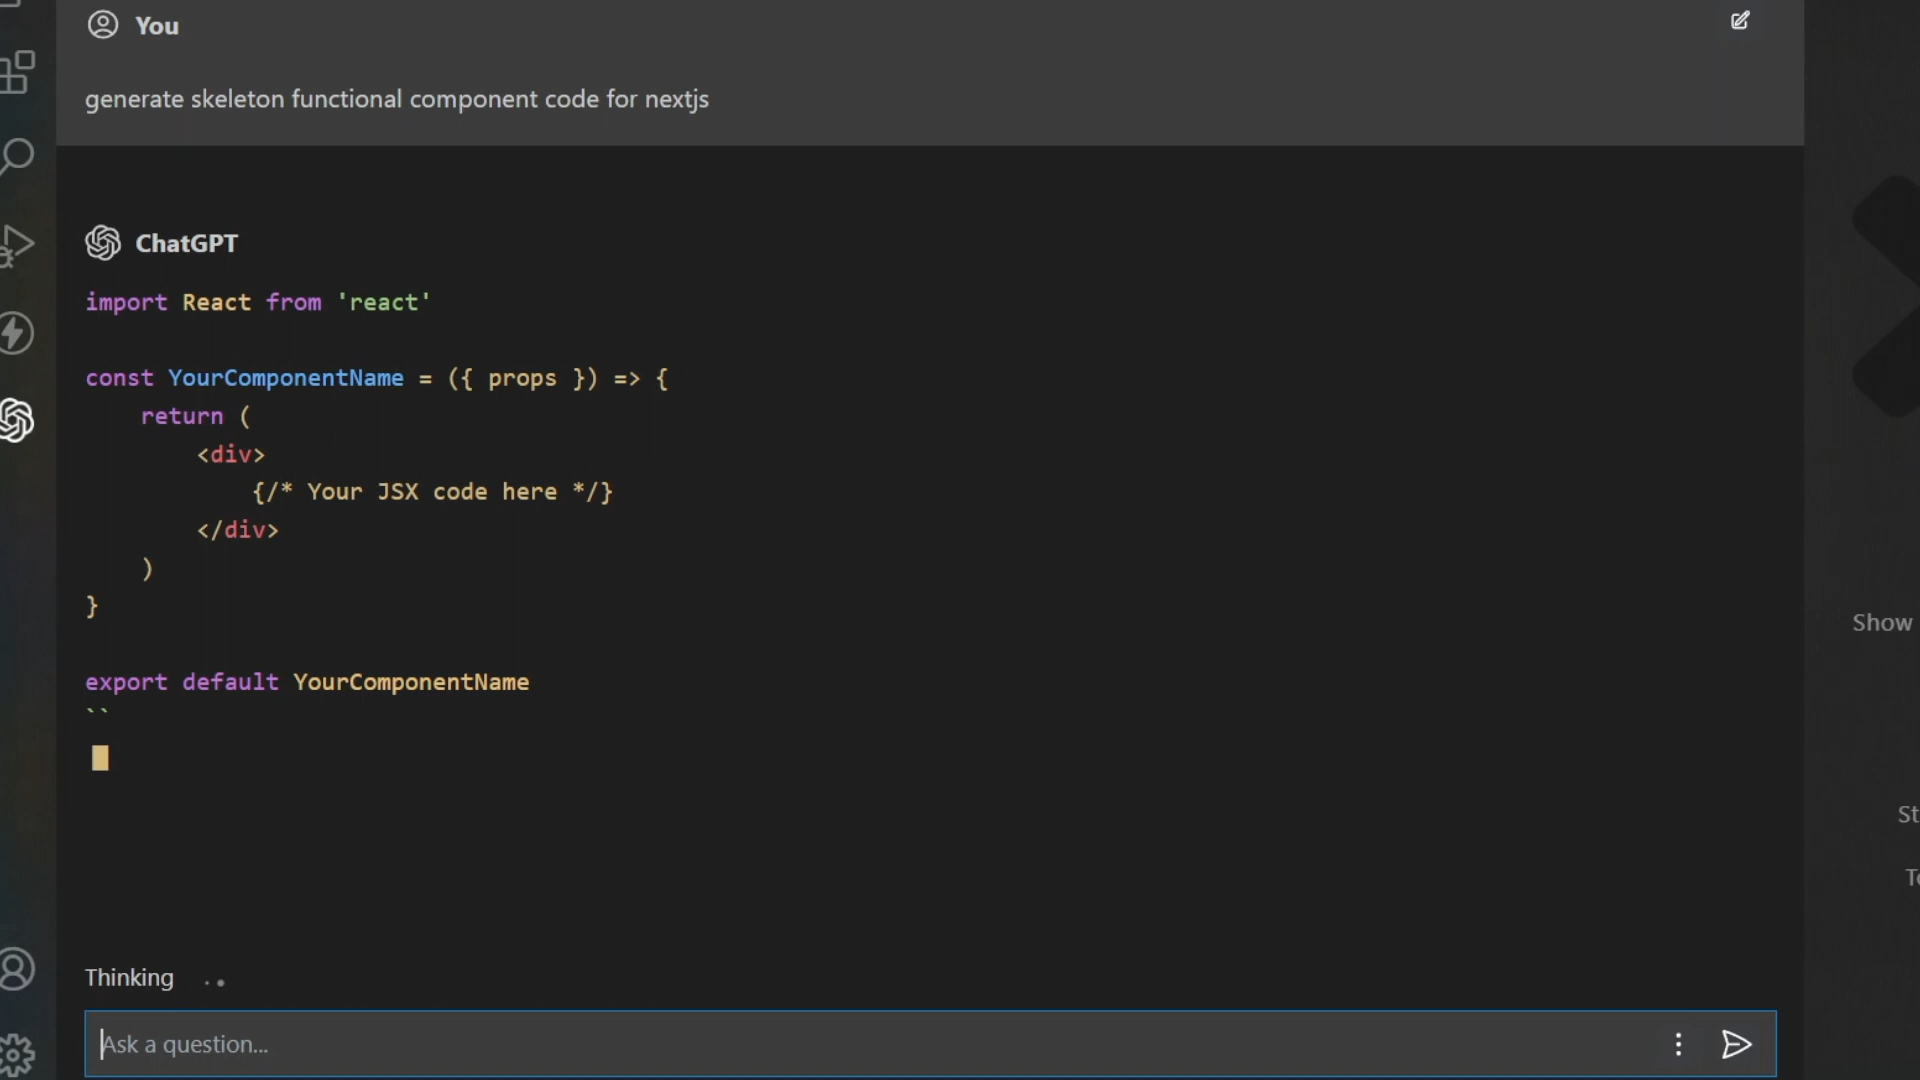 You
generate skeleton functional component code for nextjs
ChatGPT
import React from 'react'
const YourComponentName = ({ props }) => {
    return (
        <div>
            {/* Your JSX code here */}
        </div>
    )
}
export default YourComponentName
``
Show
St
Thinking
Ask a question...